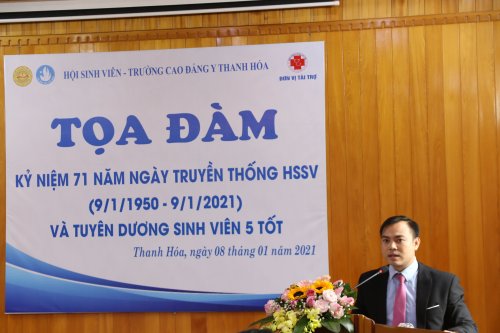 HỘI SINH VIÊN - TRƯỜNG CAO ĐẲNG Y THANH HÓA
ĐƠN VỊ TÀI TRỢ
TỌA ĐÀM
KỶ NIỆM 71 NĂM NGÀY TRUYỀN THỐNG HSSV
(9/1/1950 - 9/1/2021)
VÀ TUYÊN DƯƠNG SINH VIÊN 5 TỐT
Thanh Hóa, ngày 08 tháng 01 năm 2021